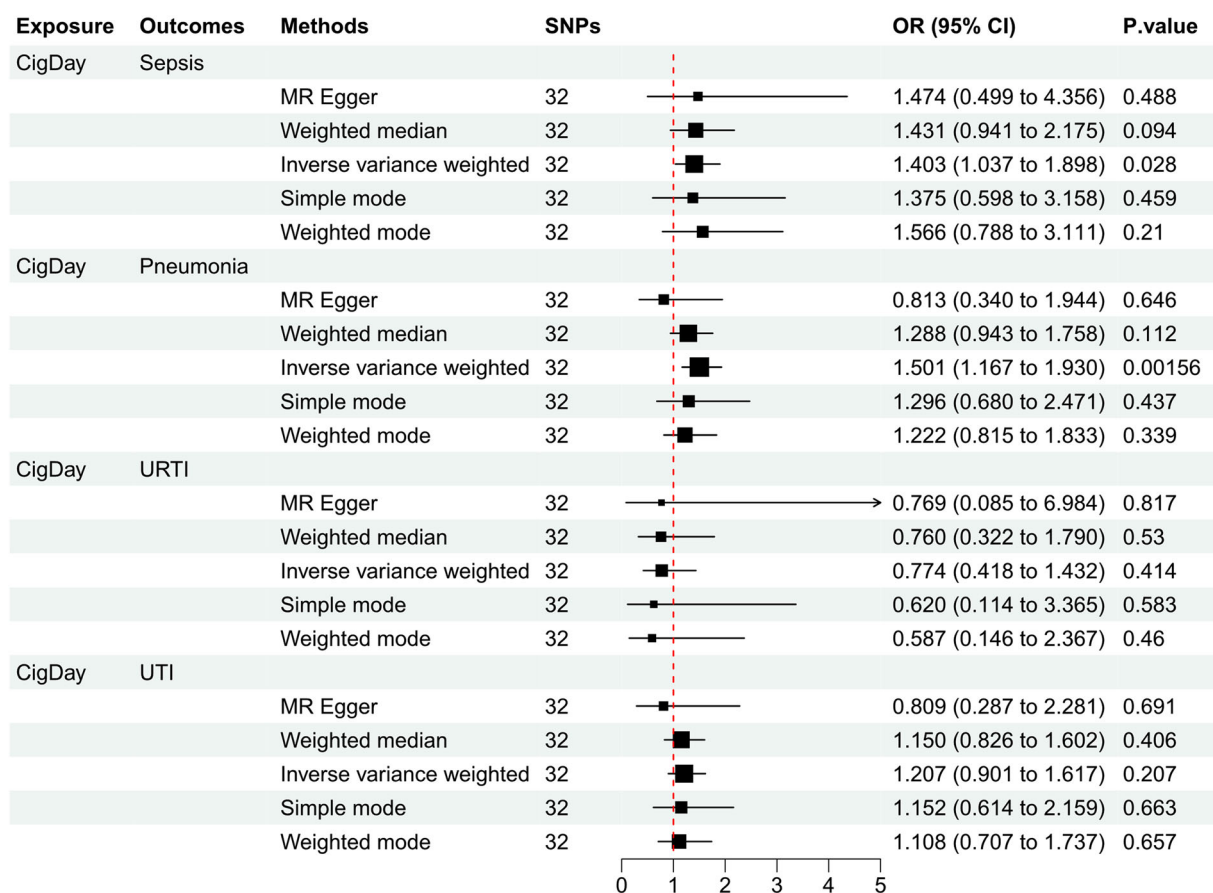 Exposure Outcomes Methods SNPs OR (95% CI) P.value
CigDay Sepsis
MR Egger 32 1.474 (0.499 to 4.356) 0.488
Weighted median 32 1.431 (0.941 to 2.175) 0.094
Inverse variance weighted 32 1.403 (1.037 to 1.898) 0.028
Simple mode 32 1.375 (0.598 to 3.158) 0.459
Weighted mode 32 1.566 (0.788 to 3.111) 0.21
CigDay Pneumonia
MR Egger 32 0.813 (0.340 to 1.944) 0.646
Weighted median 32 1.288 (0.943 to 1.758) 0.112
Inverse variance weighted 32 1.501 (1.167 to 1.930) 0.00156
Simple mode 32 1.296 (0.680 to 2.471) 0.437
Weighted mode 32 1.222 (0.815 to 1.833) 0.339
CigDay URTI
MR Egger 32 0.769 (0.085 to 6.984) 0.817
Weighted median 32 0.760 (0.322 to 1.790) 0.53
Inverse variance weighted 32 0.774 (0.418 to 1.432) 0.414
Simple mode 32 0.620 (0.114 to 3.365) 0.583
Weighted mode 32 0.587 (0.146 to 2.367) 0.46
CigDay UTI
MR Egger 32 0.809 (0.287 to 2.281) 0.691
Weighted median 32 1.150 (0.826 to 1.602) 0.406
Inverse variance weighted 32 1.207 (0.901 to 1.617) 0.207
Simple mode 32 1.152 (0.614 to 2.159) 0.663
Weighted mode 32 1.108 (0.707 to 1.737) 0.657
0 1 2 3 4 5